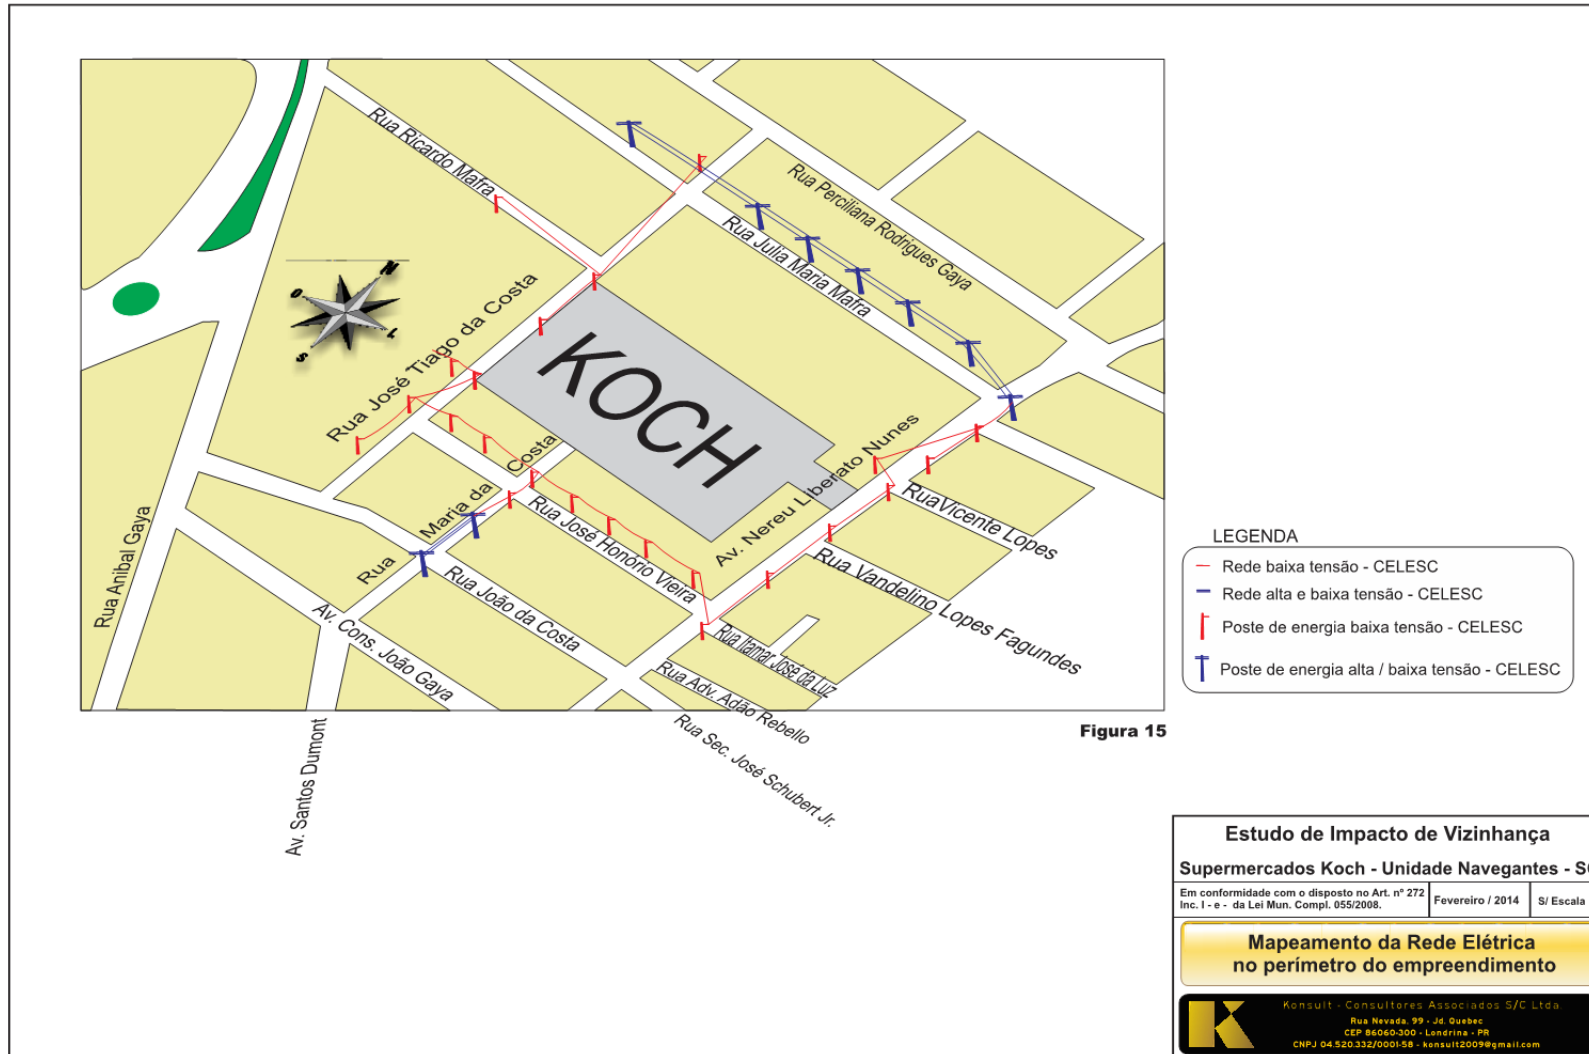 Rua Ricardo Mafra
Rua Perciliana Rodrigues Gaya
Rua Julia Maria Mafra
N
O
L
S
Rua José Tiago da Costa
KOCH
Av. Nereu Liberato Nunes
Rua Maria da Costa
Rua José Honório Vieira
RuaVicente Lopes
Rua Vandelino Lopes Fagundes
Rua Anibal Gaya
Rua João da Costa
Av. Cons. João Gaya
Rua Itamar José da Luz
Rua Adv. Adão Rebello
Rua Sec. José Schubert Jr.
Av. Santos Dumont
LEGENDA
Rede baixa tensão - CELESC
Rede alta e baixa tensão - CELESC
Poste de energia baixa tensão - CELESC
Poste de energia alta / baixa tensão - CELESC
Figura 15
Estudo de Impacto de Vizinhança
Supermercados Koch - Unidade Navegantes - S
Em conformidade com o disposto no Art. nº 272
Inc. I - e - da Lei Mun. Compl. 055/2008.
Fevereiro / 2014
S/ Escala
Mapeamento da Rede Elétrica
no perímetro do empreendimento
K
Konsult - Consultores Associados S/C Ltda.
Rua Nevada, 99 - Jd. Quebec
CEP 86060-300 - Londrina - PR
CNPJ 04.520.332/0001-58 - konsult2009@gmail.com